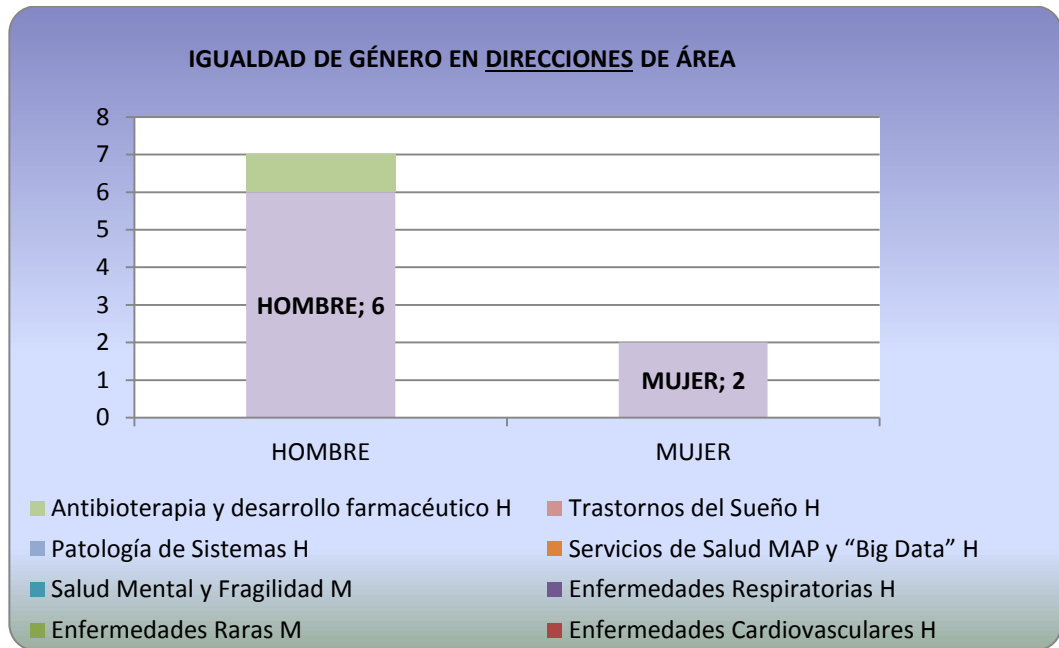 IGUALDAD DE GÉNERO EN DIRECCIONES DE ÁREA
8
7
6
5
4
3
2
1
0
HOMBRE; 6
MUJER; 2
HOMBRE MUJER
Antibioterapia y desarrollo farmacéutico H Trastornos del Sueño H
Patología de Sistemas H Servicios de Salud MAP y “Big Data” H
Salud Mental y Fragilidad M Enfermedades Respiratorias H
Enfermedades Raras M Enfermedades Cardiovasculares H